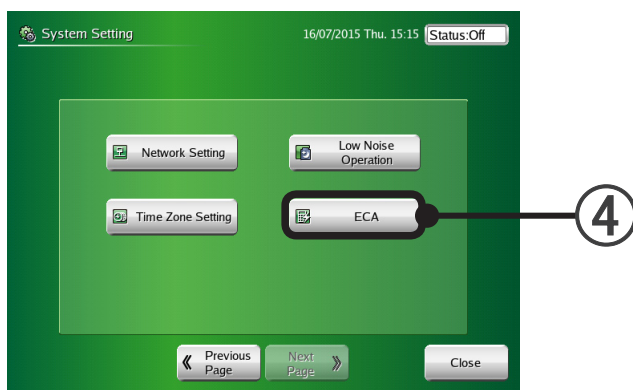 System Setting
16/07/2015 Thu. 15:15 Status:Off
Network Setting
Low Noise
Operation
Time Zone Setting
ECA
4
Previous
Page
Next
Page
Close